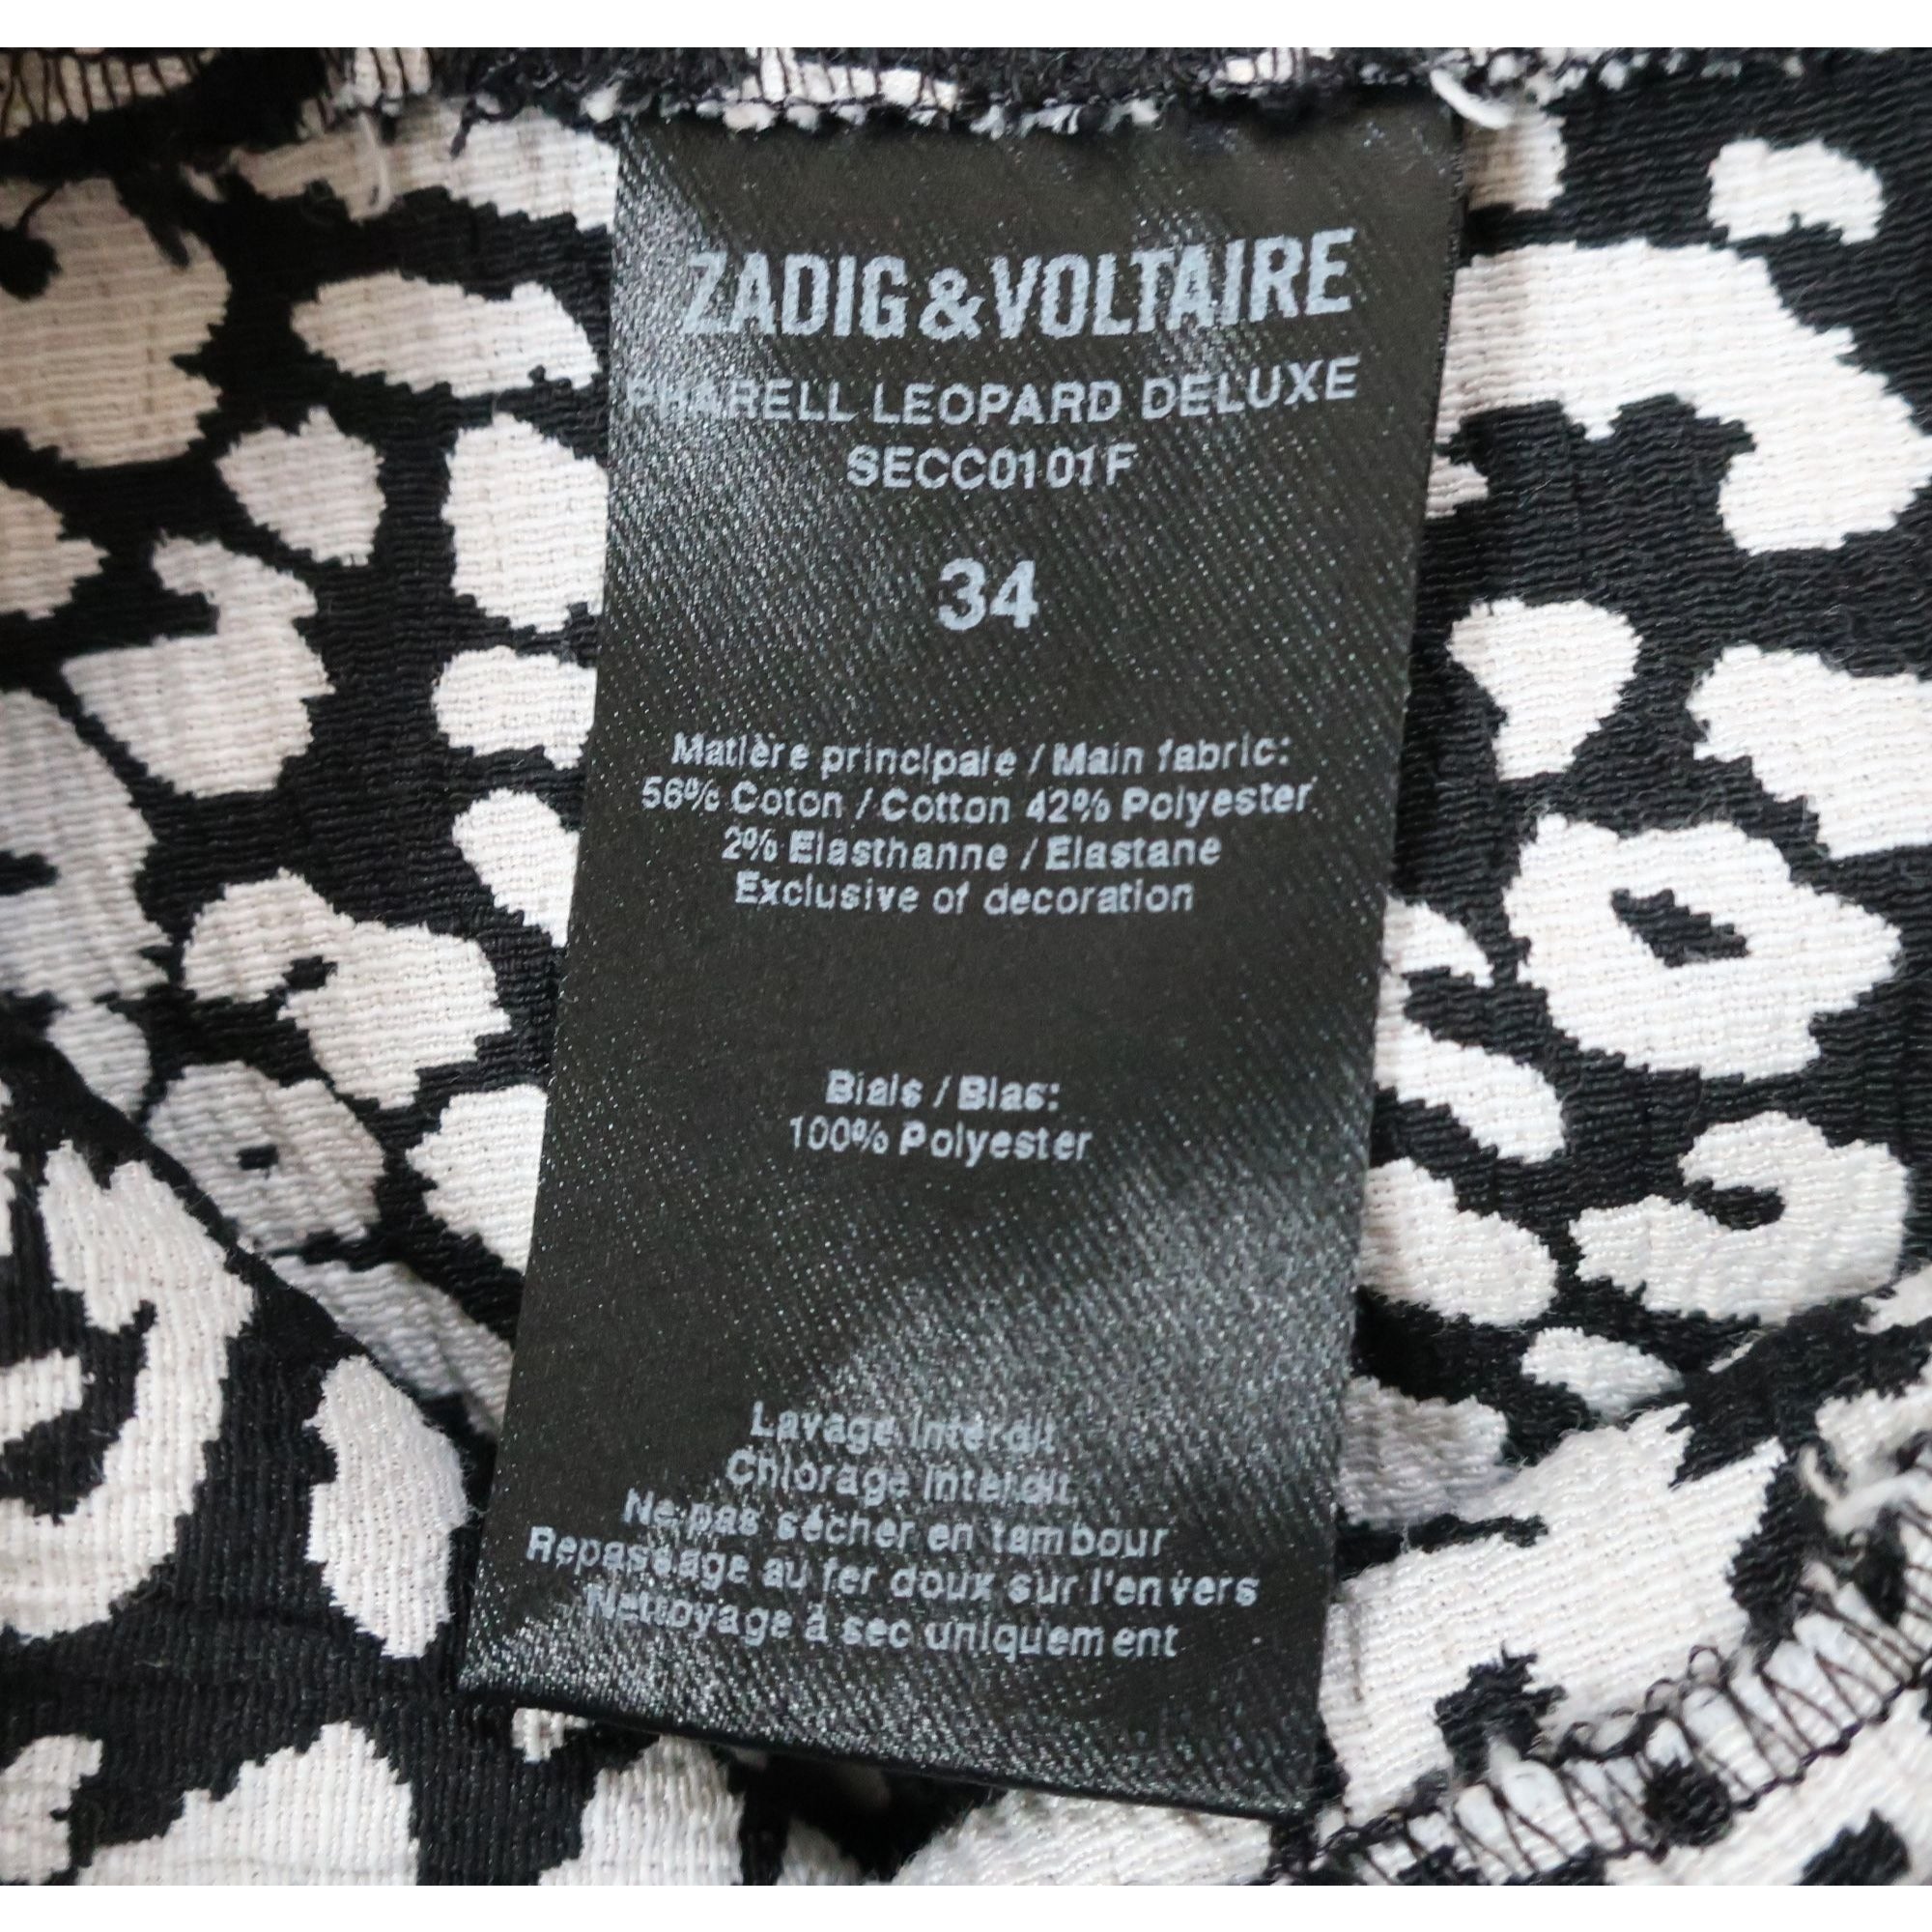 ZADIG&VOLTAIRE
PHARELL LEOPARD DELUXE
SECC0101F
34
Matière principale / Main fabric:
56% Coton / Cotton 42% Polyester
2% Elasthanne / Elastane
Exclusive of decoration
Biais / Bias:
100% Polyester
Lavage interdit
Chlorage interdit
Ne pas sécher en tambour
Repassage au fer doux sur l'envers
Nettoyage à sec uniquement